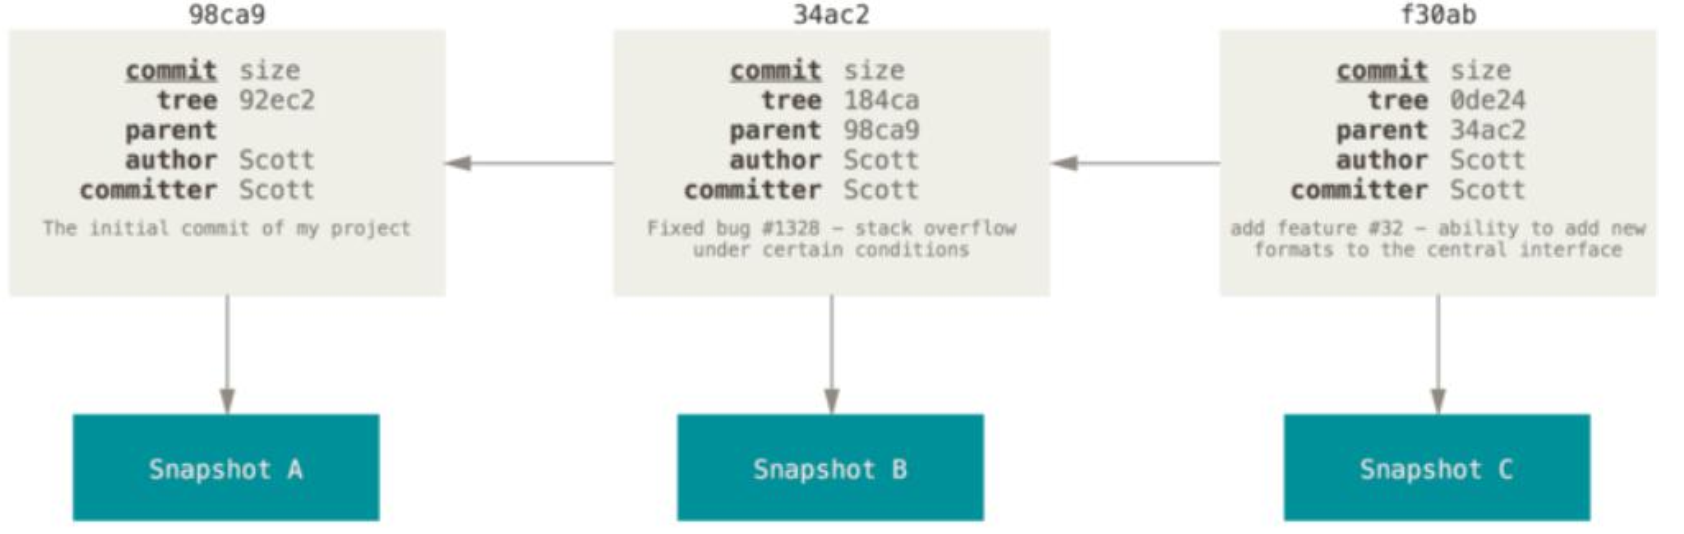 98ca9
commit size
tree 92ec2
parent
author Scott
committer Scott
The initial commit of my project
Snapshot A
34ac2
commit size
tree 184ca
parent 98ca9
author Scott
committer Scott
Fixed bug #1328 – stack overflow
under certain conditions
Snapshot B
f30ab
commit size
tree 0de24
parent 34ac2
author Scott
committer Scott
add feature #32 – ability to add new
formats to the central interface
Snapshot C